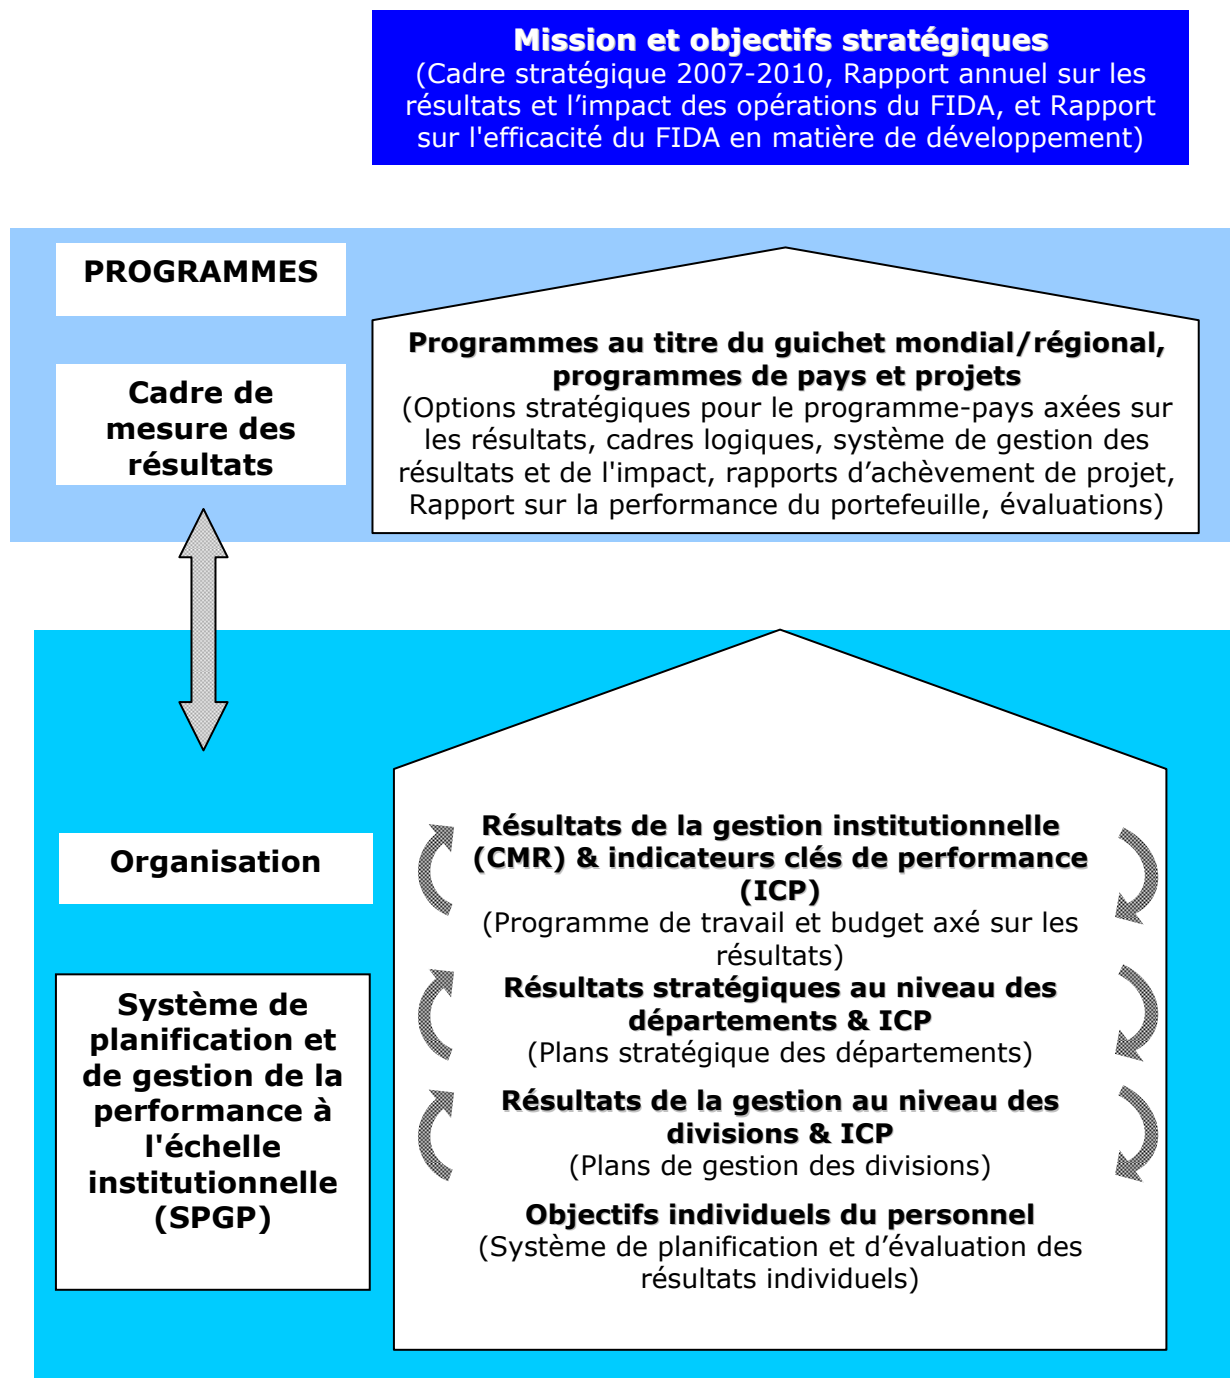 Mission et objectifs stratégiques
(Cadre stratégique 2007-2010, Rapport annuel sur les
résultats et l’impact des opérations du FIDA, et Rapport
sur l'efficacité du FIDA en matière de développement)
PROGRAMMES
Cadre de
mesure des
résultats
Programmes au titre du guichet mondial/régional,
programmes de pays et projets
(Options stratégiques pour le programme-pays axées sur
les résultats, cadres logiques, système de gestion des
résultats et de l'impact, rapports d’achèvement de projet,
Rapport sur la performance du portefeuille, évaluations)
Organisation
Système de
planification et
de gestion de la
performance à
l'échelle
institutionnelle
(SPGP)
Résultats de la gestion institutionnelle
(CMR) & indicateurs clés de performance
(ICP)
(Programme de travail et budget axé sur les
résultats)
Résultats stratégiques au niveau des
départements & ICP
(Plans stratégique des départements)
Résultats de la gestion au niveau des
divisions & ICP
(Plans de gestion des divisions)
Objectifs individuels du personnel
(Système de planification et d’évaluation des
résultats individuels)